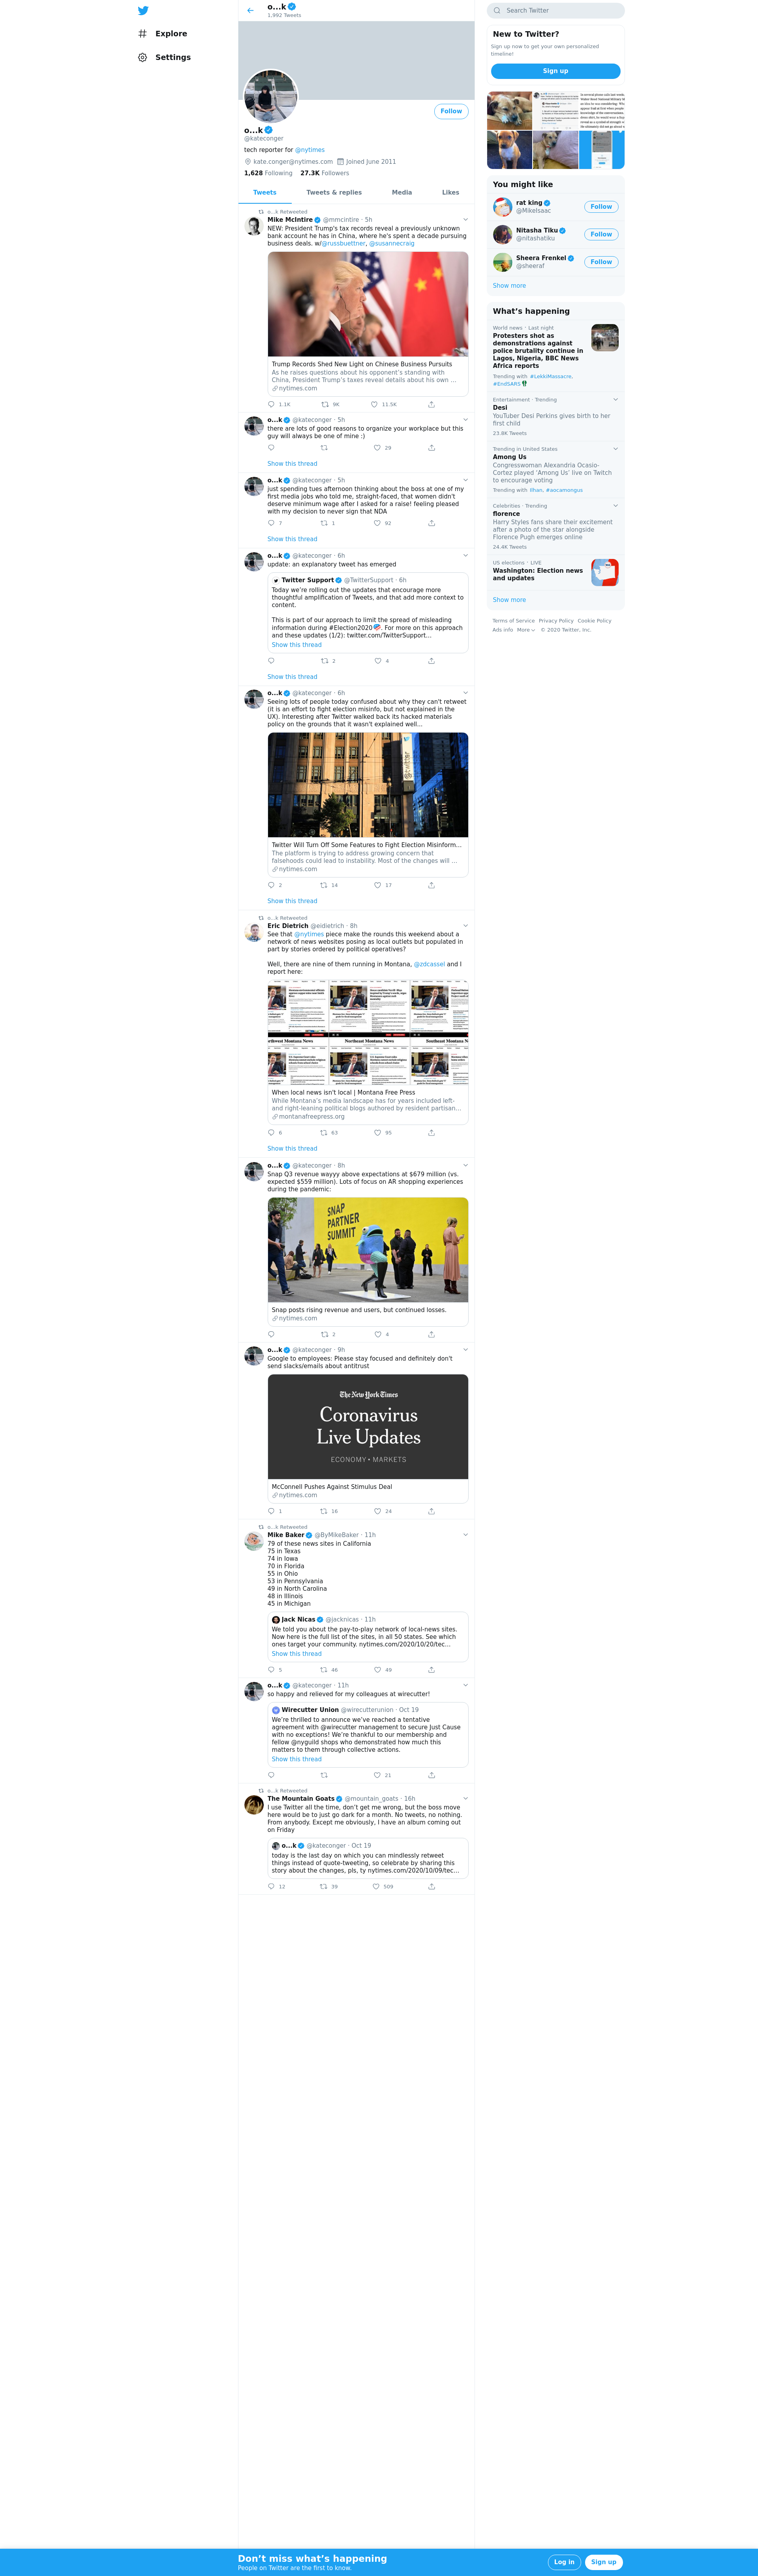 Explore
Settings
o...k
1,992 Tweets
Follow
o...k
@kateconger
tech reporter for @nytimes
kate.conger@nytimes.com Joined June 2011
1,628 Following 27.3K Followers
Tweets Tweets & replies Media Likes
o...k Retweeted
Mike McIntire @mmcintire · 5h
NEW: President Trump's tax records reveal a previously unknown
bank account he has in China, where he's spent a decade pursuing
business deals. w/@russbuettner, @susannecraig
Trump Records Shed New Light on Chinese Business Pursuits
As he raises questions about his opponent's standing with
China, President Trump's taxes reveal details about his own ...
nytimes.com
1.1K 9K 11.5K
o...k @kateconger · 5h
there are lots of good reasons to organize your workplace but this
guy will always be one of mine :)
29
Show this thread
o...k @kateconger · 5h
just spending tues afternoon thinking about the boss at one of my
first media jobs who told me, straight-faced, that women didn't
deserve minimum wage after I asked for a raise! feeling pleased
with my decision to never sign that NDA
7 1 92
Show this thread
o...k @kateconger · 6h
update: an explanatory tweet has emerged
Twitter Support @TwitterSupport · 6h
Today we're rolling out the updates that encourage more
thoughtful amplification of Tweets, and that add more context to
content.
This is part of our approach to limit the spread of misleading
information during #Election2020. For more on this approach
and these updates (1/2): twitter.com/TwitterSupport...
Show this thread
2 4
Show this thread
o...k @kateconger · 6h
Seeing lots of people today confused about why they can't retweet
(it is an effort to fight election misinfo, but not explained in the
UX). Interesting after Twitter walked back its hacked materials
policy on the grounds that it wasn't explained well...
Twitter Will Turn Off Some Features to Fight Election Misinform...
The platform is trying to address growing concern that
falsehoods could lead to instability. Most of the changes will ...
nytimes.com
2 14 17
Show this thread
o...k Retweeted
Eric Dietrich @eidietrich · 8h
See that @nytimes piece make the rounds this weekend about a
network of news websites posing as local outlets but populated in
part by stories ordered by political operatives?
Well, there are nine of them running in Montana, @zdcassel and I
report here:
thwest Montana News Northeast Montana News Southeast Montana N
When local news isn't local | Montana Free Press
While Montana's media landscape has for years included left-
and right-leaning political blogs authored by resident partisan...
montanafreepress.org
6 63 95
Show this thread
o...k @kateconger · 8h
Snap Q3 revenue wayyy above expectations at $679 million (vs.
expected $559 million). Lots of focus on AR shopping experiences
during the pandemic:
SNAP
PARTNER
SUMMIT
Snap posts rising revenue and users, but continued losses.
nytimes.com
2 4
o...k @kateconger · 9h
Google to employees: Please stay focused and definitely don't
send slacks/emails about antitrust
The New York Times
Coronavirus
Live Updates
ECONOMY • MARKETS
McConnell Pushes Against Stimulus Deal
nytimes.com
1 16 24
o...k Retweeted
Mike Baker @ByMikeBaker · 11h
79 of these news sites in California
75 in Texas
74 in Iowa
70 in Florida
55 in Ohio
53 in Pennsylvania
49 in North Carolina
48 in Illinois
45 in Michigan
Jack Nicas @jacknicas · 11h
We told you about the pay-to-play network of local-news sites.
Now here is the full list of the sites, in all 50 states. See which
ones target your community. nytimes.com/2020/10/20/tec...
Show this thread
5 46 49
o...k @kateconger · 11h
so happy and relieved for my colleagues at wirecutter!
Wirecutter Union @wirecutterunion · Oct 19
We're thrilled to announce we've reached a tentative
agreement with @wirecutter management to secure Just Cause
with no exceptions! We're thankful to our membership and
fellow @nyguild shops who demonstrated how much this
matters to them through collective actions.
Show this thread
21
o...k Retweeted
The Mountain Goats @mountain_goats · 16h
I use Twitter all the time, don't get me wrong, but the boss move
here would be to just go dark for a month. No tweets, no nothing.
From anybody. Except me obviously, I have an album coming out
on Friday
o...k @kateconger · Oct 19
today is the last day on which you can mindlessly retweet
things instead of quote-tweeting, so celebrate by sharing this
story about the changes, pls, ty nytimes.com/2020/10/09/tec...
12 39 509
Search Twitter
New to Twitter?
Sign up now to get your own personalized
timeline!
Sign up
You might like
rat king
@MikeIsaac
Follow
Nitasha Tiku
@nitashatiku
Follow
Sheera Frenkel
@sheeraf
Follow
Show more
What's happening
World news · Last night
Protesters shot as
demonstrations against
police brutality continue in
Lagos, Nigeria, BBC News
Africa reports
Trending with #LekkiMassacre,
#EndSARS
Entertainment · Trending
Desi
YouTuber Desi Perkins gives birth to her
first child
23.8K Tweets
Trending in United States
Among Us
Congresswoman Alexandria Ocasio-
Cortez played 'Among Us' live on Twitch
to encourage voting
Trending with Ilhan, #aocamongus
Celebrities · Trending
florence
Harry Styles fans share their excitement
after a photo of the star alongside
Florence Pugh emerges online
24.4K Tweets
US elections · LIVE
Washington: Election news
and updates
Show more
Terms of Service Privacy Policy Cookie Policy
Ads info More © 2020 Twitter, Inc.
Don't miss what's happening
People on Twitter are the first to know.
Log in Sign up